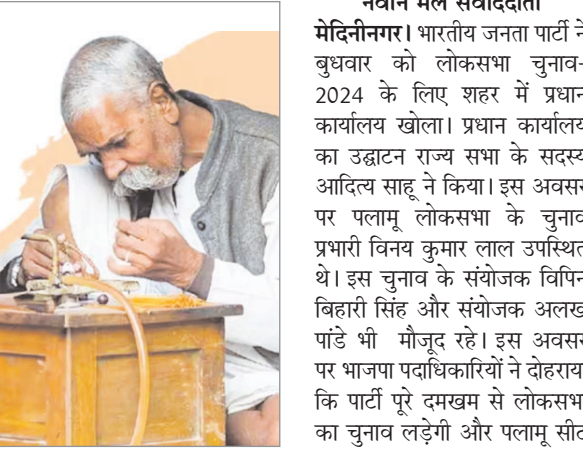 नवीन मेल संवाददाता
मेदिनीनगर। भारतीय जनता पार्टी ने
बुधवार को लोकसभा चुनाव-
2024 के लिए शहर में प्रधान
कार्यालय खोला। प्रधान कार्यालय
का उद्घाटन राज्य सभा के सदस्य
आदित्य साहू ने किया। इस अवसर
पर पलामू लोकसभा के चुनाव
प्रभारी विनय कुमार लाल उपस्थित
थे। इस चुनाव के संयोजक विपिन
बिहारी सिंह और संयोजक अलख
पांडे भी मौजूद रहे। इस अवसर
पर भाजपा पदाधिकारियों ने दोहराया
कि पार्टी पूरे दमखम से लोकसभा
का चुनाव लड़ेगी और पलामू सीट